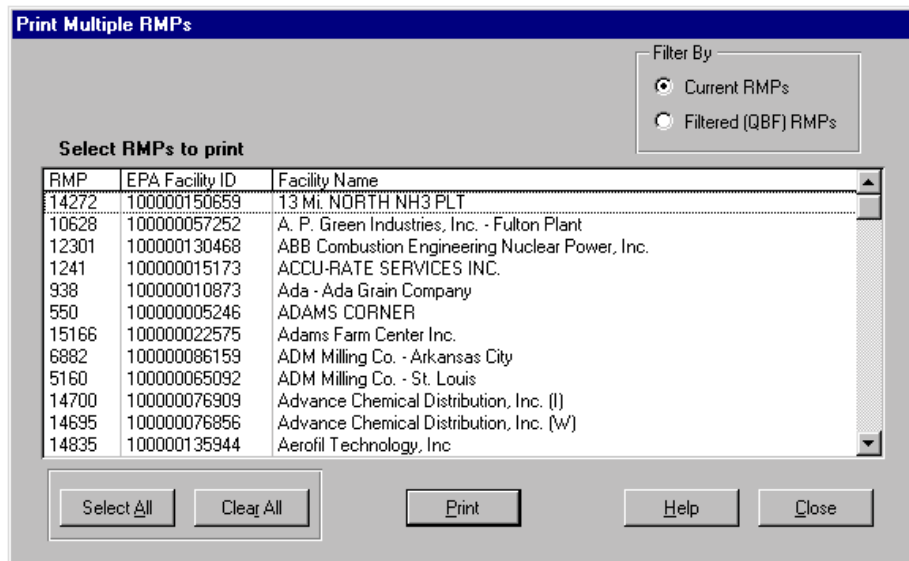 Print Multiple RMPs
Filter By
Current RMPs
Filtered (QBF) RMPs
Select RMPs to print
RMP EPA Facility ID Facility Name
14272 100000150659 13 Mi. NORTH NH3 PLT
10628 100000057252 A. P. Green Industries, Inc. - Fulton Plant
12301 100000130468 ABB Combustion Engineering Nuclear Power, Inc.
1241 100000015173 ACCU-RATE SERVICES INC.
938 100000010873 Ada - Ada Grain Company
550 100000005246 ADAMS CORNER
15166 100000022575 Adams Farm Center Inc.
6882 100000086159 ADM Milling Co. - Arkansas City
5160 100000065092 ADM Milling Co. - St. Louis
14700 100000076909 Advance Chemical Distribution, Inc. (I)
14695 100000076856 Advance Chemical Distribution, Inc. (W)
14835 100000135944 Aerofil Technology, Inc
Select All Clear All Print Help Close